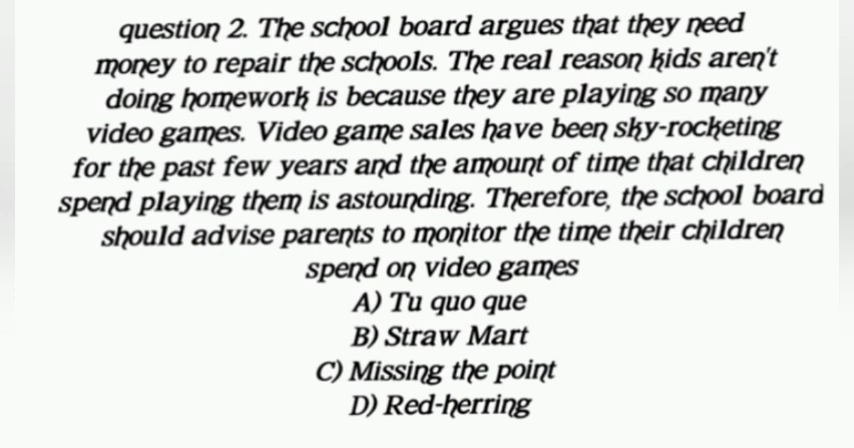 question 2. The school board argues that they need
money to repair the schools. The real reason kids aren't
doing homework is because they are playing so many
video games. Video game sales have been sky-rocketing
for the past few years and the amount of time that children
spend playing them is astounding. Therefore, the school board
should advise parents to monitor the time their children
spend on video games
A) Tu quo que
B) Straw Mart
C) Missing the point
D) Red-herring